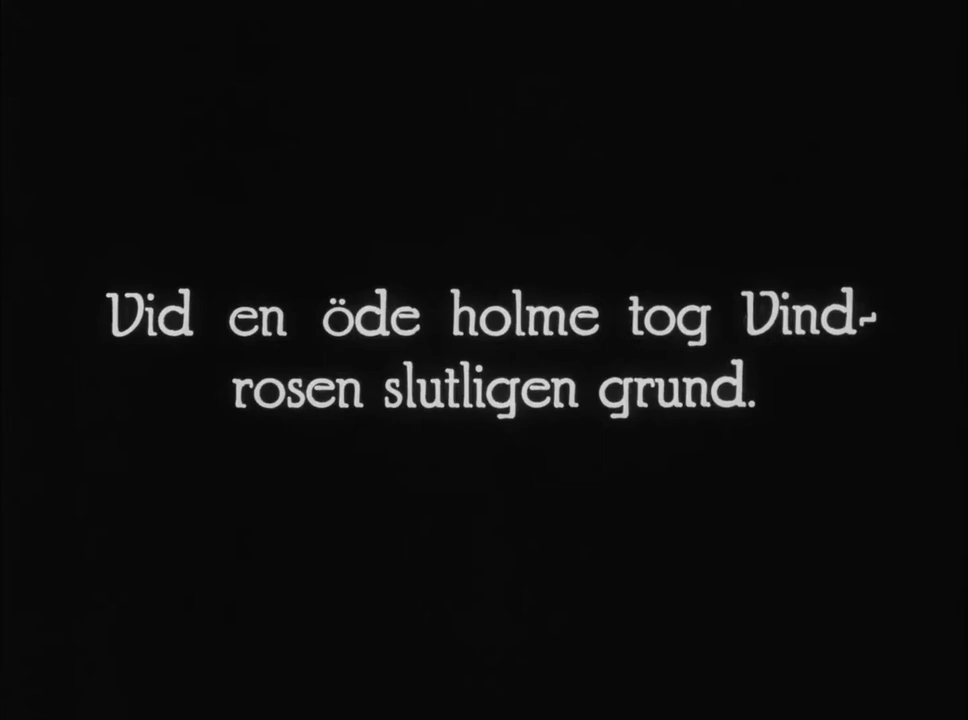 Vid en öde holme tog Vind-
rosen slutligen grund.